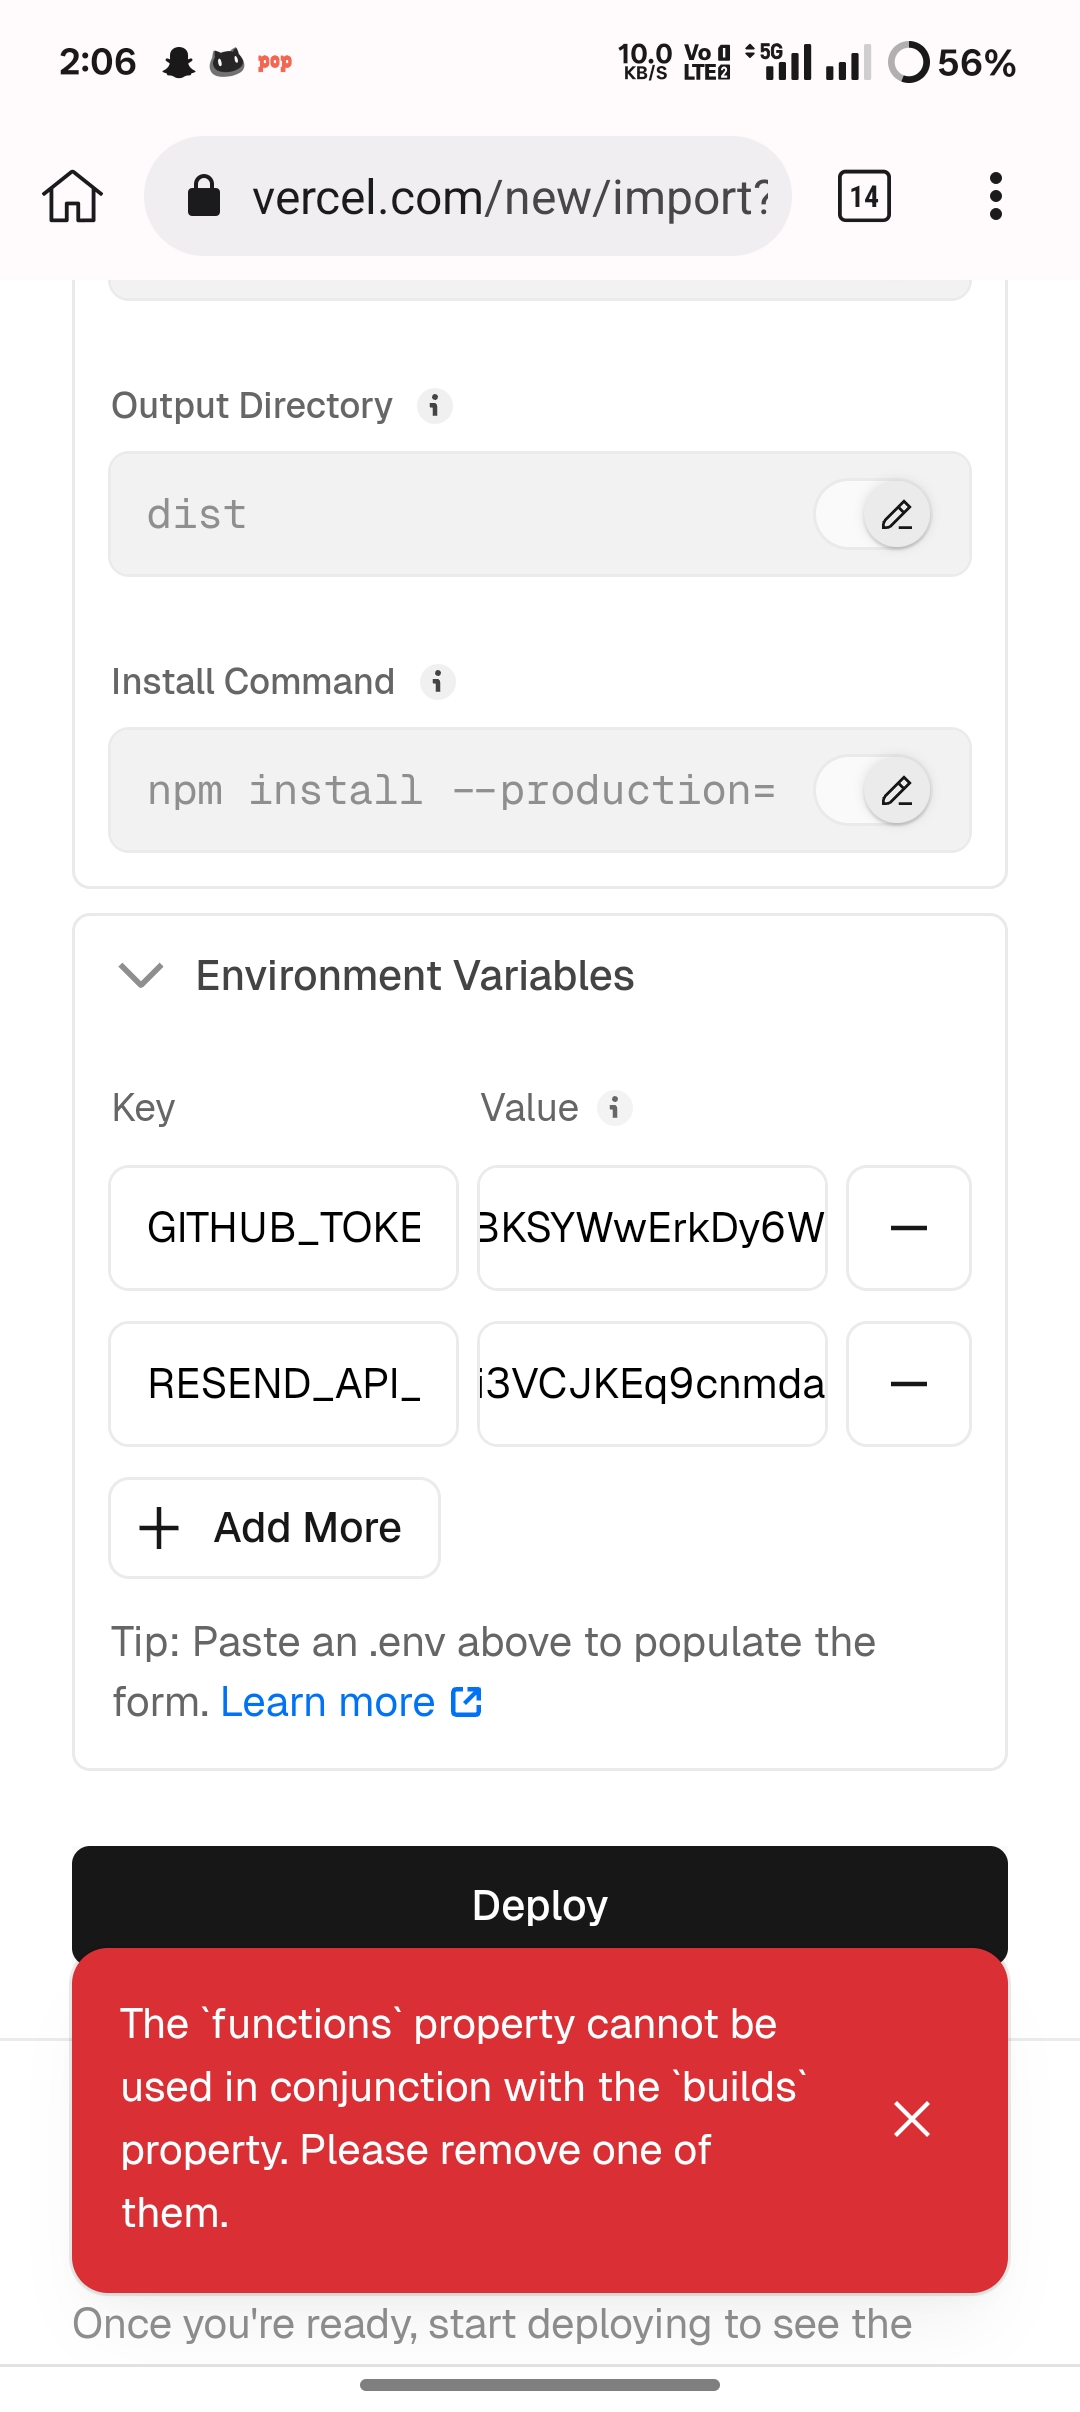 2:06 pop 10.0 KB/S Vo LTE 1 2 5G 56%
vercel.com/new/import? 14
Output Directory
dist
Install Command
npm install --production=
Environment Variables
Key Value
GITHUB_TOKE BKSYWwErkDy6W
RESEND_API_ i3VCJKEq9cnmda
Add More
Tip: Paste an .env above to populate the
form. Learn more
Deploy
The `functions` property cannot be
used in conjunction with the `builds`
property. Please remove one of
them.
Once you're ready, start deploying to see the